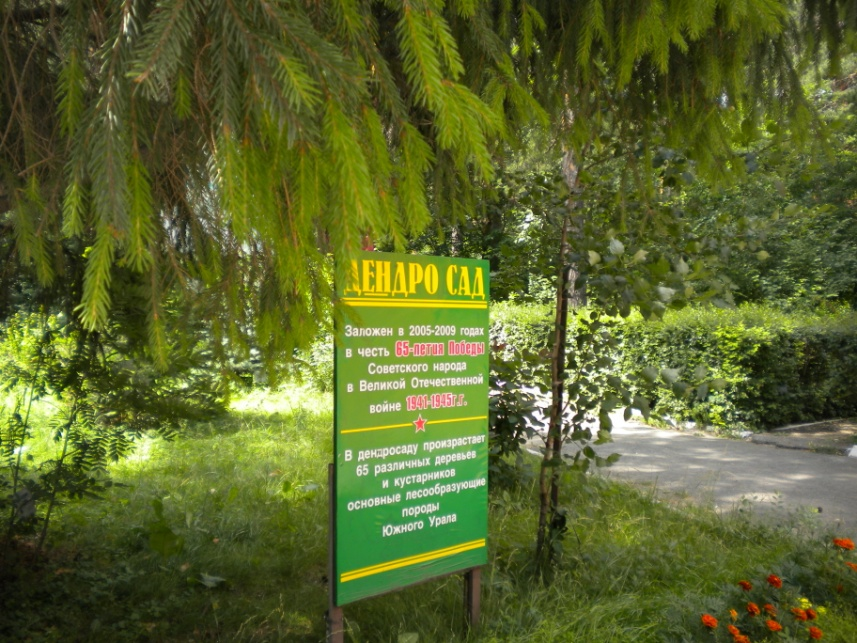 ДЕНДРО САД
Заложен в 2005-2009 годах
в честь 65-летия Победы
Советского народа
в Великой Отечественной
войне 1941-1945г.г.
В дендросаду произрастает
65 различных деревьев
и кустарников
основные лесообразующие
породы
Южного Урала